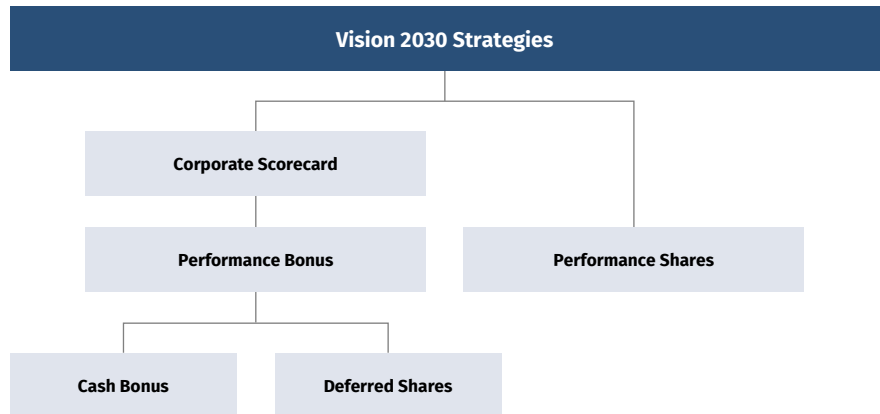 Vision 2030 Strategies
Corporate Scorecard
Performance Bonus
Performance Shares
Cash Bonus
Deferred Shares